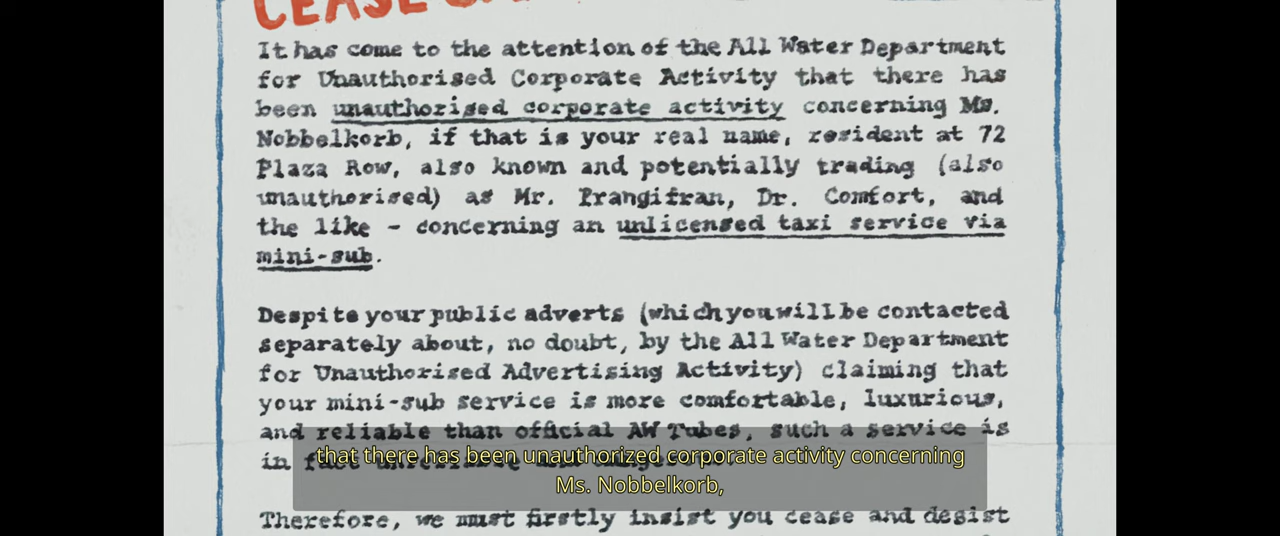 CEASE
It has come to the attention of the All Water Department
for Unauthorised Corporate Activity that there has
been unauthorised corporate activity concerning Ms.
Nobbelkorb, if that is your real name, resident at 72
Plaza Row, also known and potentially trading (also
unauthorised) as Mr. Frangifran, Dr. Comfort, and
the like - concerning an unlicensed taxi service via
mini-sub.
Despite your public adverts (which you will be contacted
separately about, no doubt, by the All Water Department
for Unauthorised Advertising Activity) claiming that
your mini-sub service is more comfortable, luxurious,
and reliable than official AW Tubes, such a service is
in fact
that there has been unauthorized corporate activity concerning
Ms. Nobbelkorb,
Therefore, we must firstly insist you cease and desist